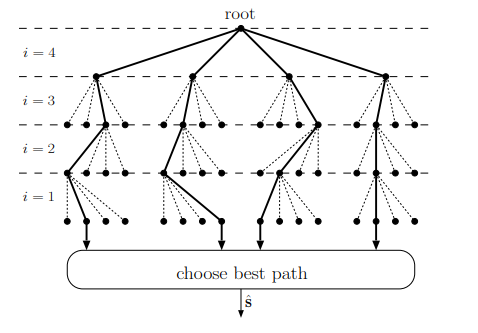 root
i = 4
i = 3
i = 2
i = 1
choose best path
ŝ